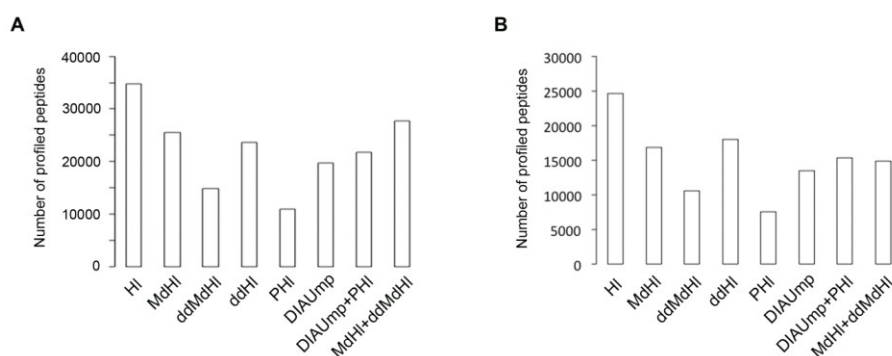 A
Number of profiled peptides
40000
30000
20000
10000
0
HI
MdHI
ddMdHI
ddHI
PHI
DIAUmp
DIAUmp+PHI
MdHI+ddMdHI
B
Number of profiled peptides
30000
25000
20000
15000
10000
5000
0
HI
MdHI
ddMdHI
ddHI
PHI
DIAUmp
DIAUmp+PHI
MdHI+ddMdHI